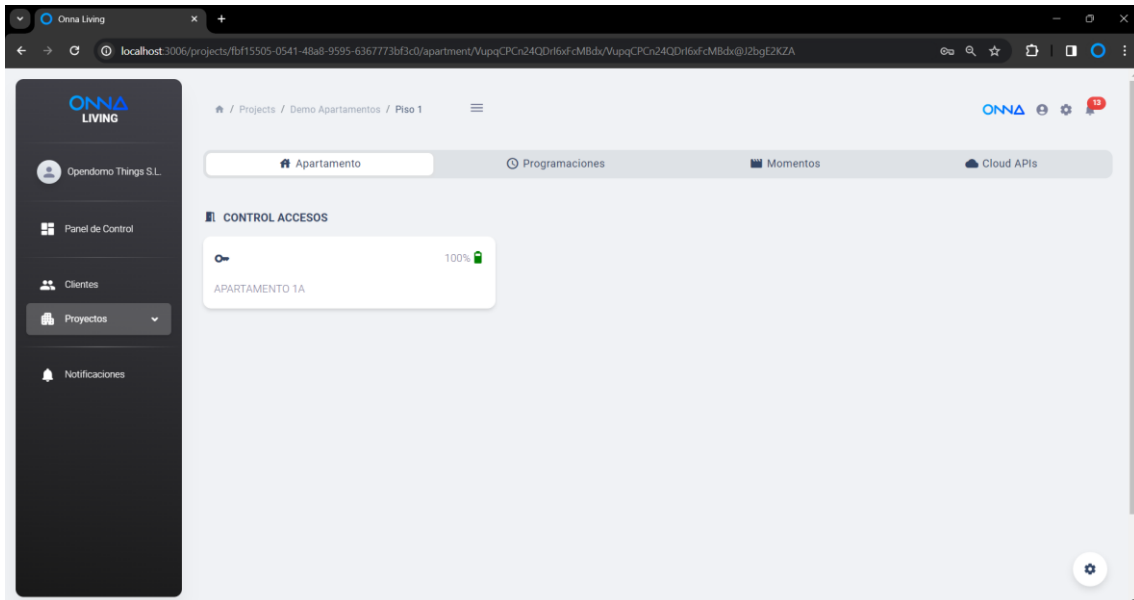 Onna Living
localhost:3006/projects/fbf15505-0541-48a8-9595-6367773bf3c0/apartment/VupqCPCn24QDrI6xFcMBdx/VupqCPCn24QDrI6xFcMBdx@J2bgE2KZA
ONNA
LIVING
Opendomo Things S.L.
Panel de Control
Clientes
Proyectos
Notificaciones
/ Projects / Demo Apartamentos / Piso 1
ONNA
13
Apartamento Programaciones Momentos Cloud APIs
CONTROL ACCESOS
100%
APARTAMENTO 1A